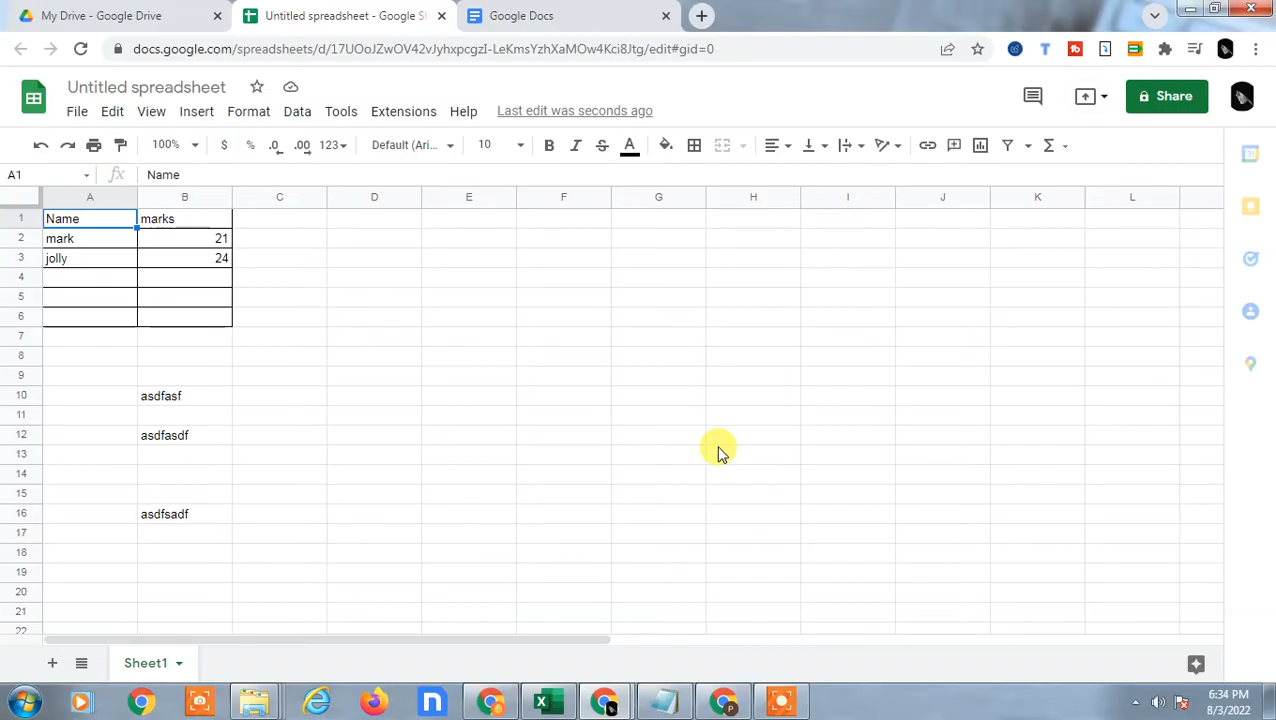 My Drive - Google Drive
Untitled spreadsheet - Google Sh
Google Docs
docs.google.com/spreadsheets/d/17UOoJZwOV42vJyhxpcgzI-LeKmsYzhXaMOw4Kci8Jtg/edit#gid=0
Untitled spreadsheet
File Edit View Insert Format Data Tools Extensions Help Last edit was seconds ago
Share
100% $ % .0 .00 123 Default (Ari... 10 B I S A
A1 fx Name
A B C D E F G H I J K L
1 Name marks
2 mark 21
3 jolly 24
4
5
6
7
8
9
10 asdfasf
11
12 asdfasdf
13
14
15
16 asdfsadf
17
18
19
20
21
22
Sheet1
6:34 PM
8/3/2022